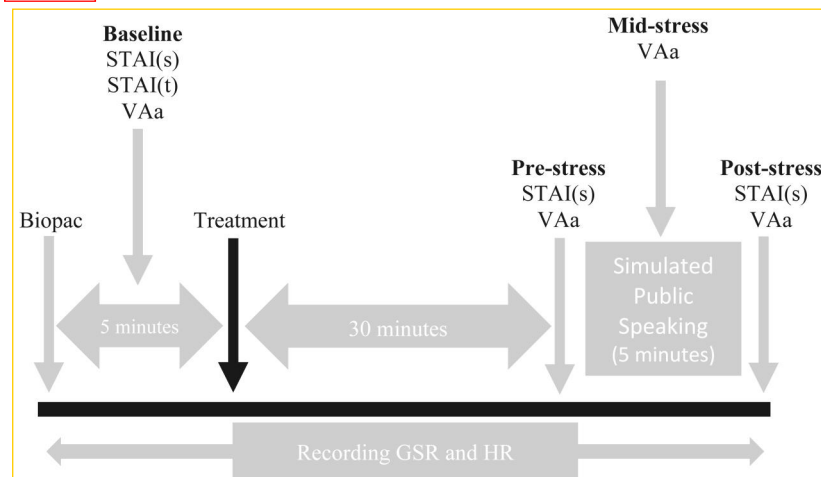 Baseline
STAI(s)
STAI(t)
VAa
Mid-stress
VAa
Pre-stress
STAI(s)
VAa
Post-stress
STAI(s)
VAa
Biopac
Treatment
5 minutes
30 minutes
Simulated
Public
Speaking
(5 minutes)
Recording GSR and HR